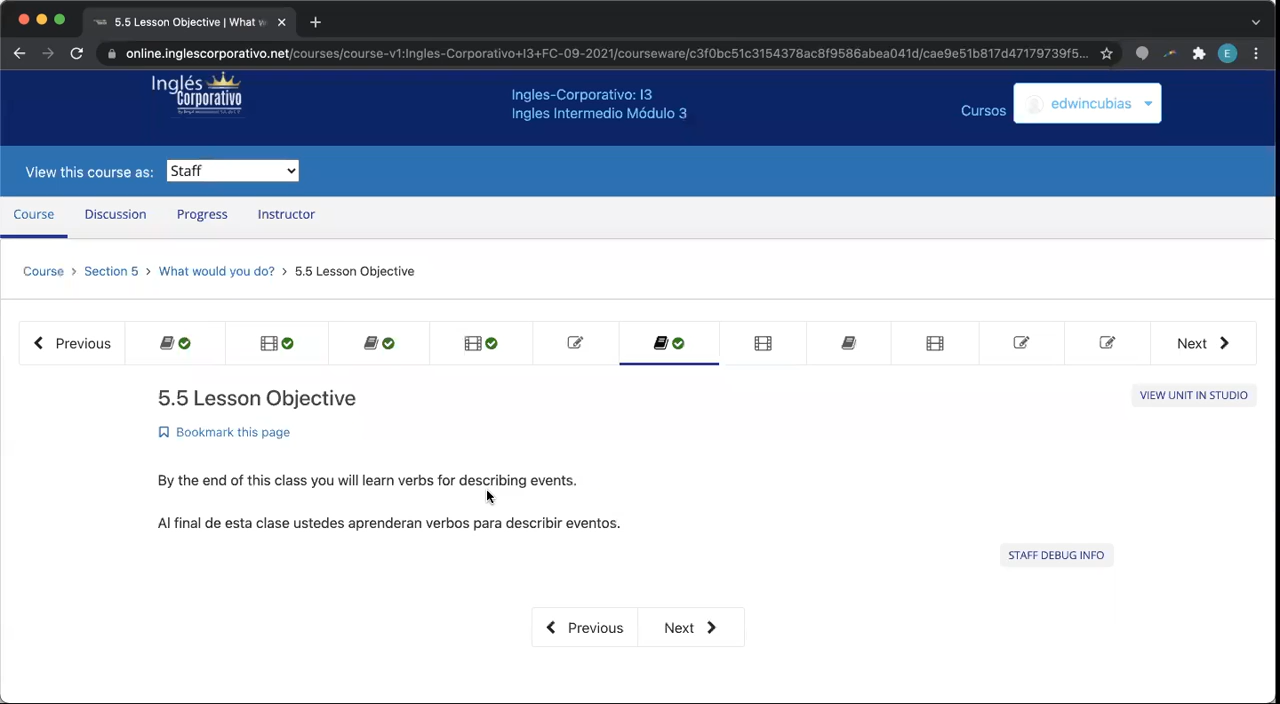 5.5 Lesson Objective | What w
online.inglescorporativo.net/courses/course-v1:Ingles-Corporativo+I3+FC-09-2021/courseware/c3f0bc51c3154378ac8f9586abea041d/cae9e51b817d47179739f5...
E
Inglés
Corporativo
Ingles-Corporativo: I3
Ingles Intermedio Módulo 3
Cursos
edwincubias
View this course as:
Staff
Course
Discussion
Progress
Instructor
Course > Section 5 > What would you do? > 5.5 Lesson Objective
Previous
Next
5.5 Lesson Objective
VIEW UNIT IN STUDIO
Bookmark this page
By the end of this class you will learn verbs for describing events.
Al final de esta clase ustedes aprenderan verbos para describir eventos.
STAFF DEBUG INFO
Previous
Next